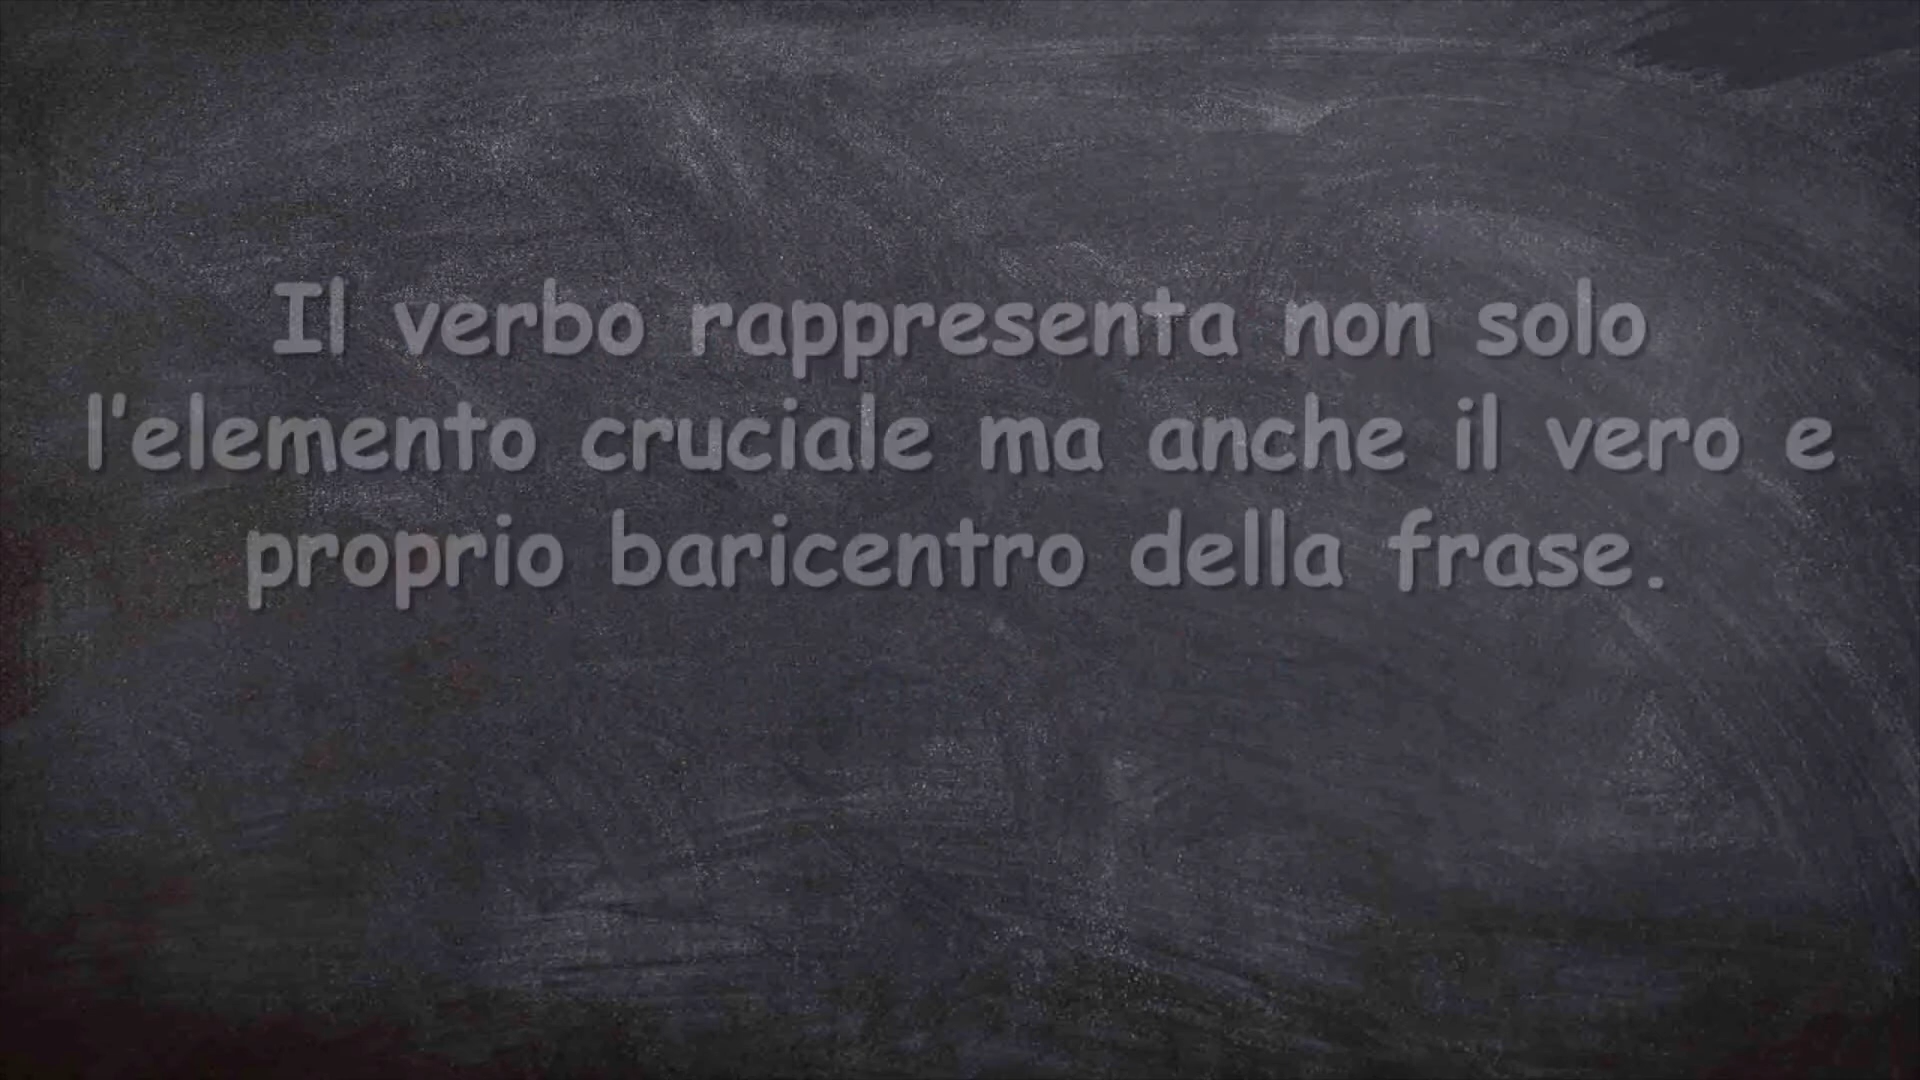 Il verbo rappresenta non solo
l'elemento cruciale ma anche il vero e
proprio baricentro della frase.